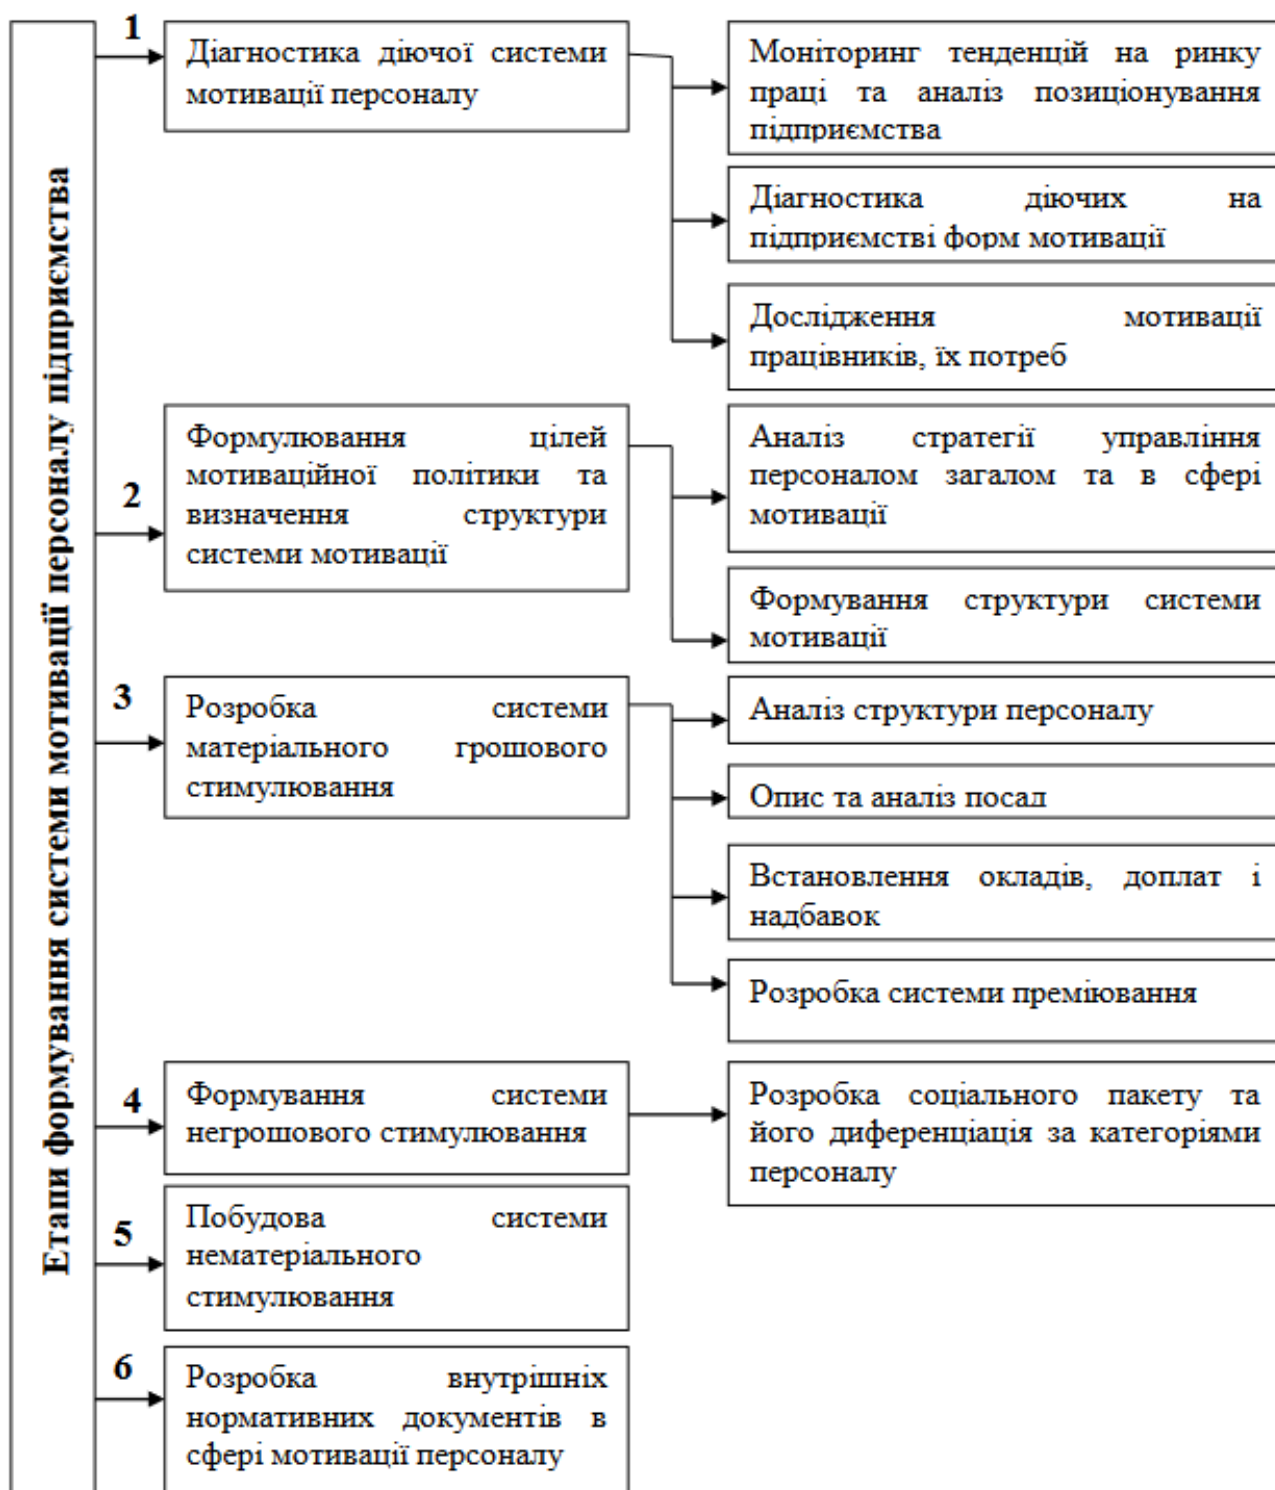 Етапи формування системи мотивації персоналу підприємства
1
Діагностика діючої системи
мотивації персоналу
Моніторинг тенденцій на ринку
праці та аналіз позиціонування
підприємства
Діагностика діючих на
підприємстві форм мотивації
Дослідження мотивації
працівників, їх потреб
2
Формулювання цілей
мотиваційної політики та
визначення структури
системи мотивації
Аналіз стратегії управління
персоналом загалом та в сфері
мотивації
Формування структури системи
мотивації
3
Розробка системи
матеріального грошового
стимулювання
Аналіз структури персоналу
Опис та аналіз посад
Встановлення окладів, доплат і
надбавок
Розробка системи преміювання
4
Формування системи
негрошового стимулювання
Розробка соціального пакету та
його диференціація за категоріями
персоналу
5
Побудова системи
нематеріального
стимулювання
6
Розробка внутрішніх
нормативних документів в
сфері мотивації персоналу